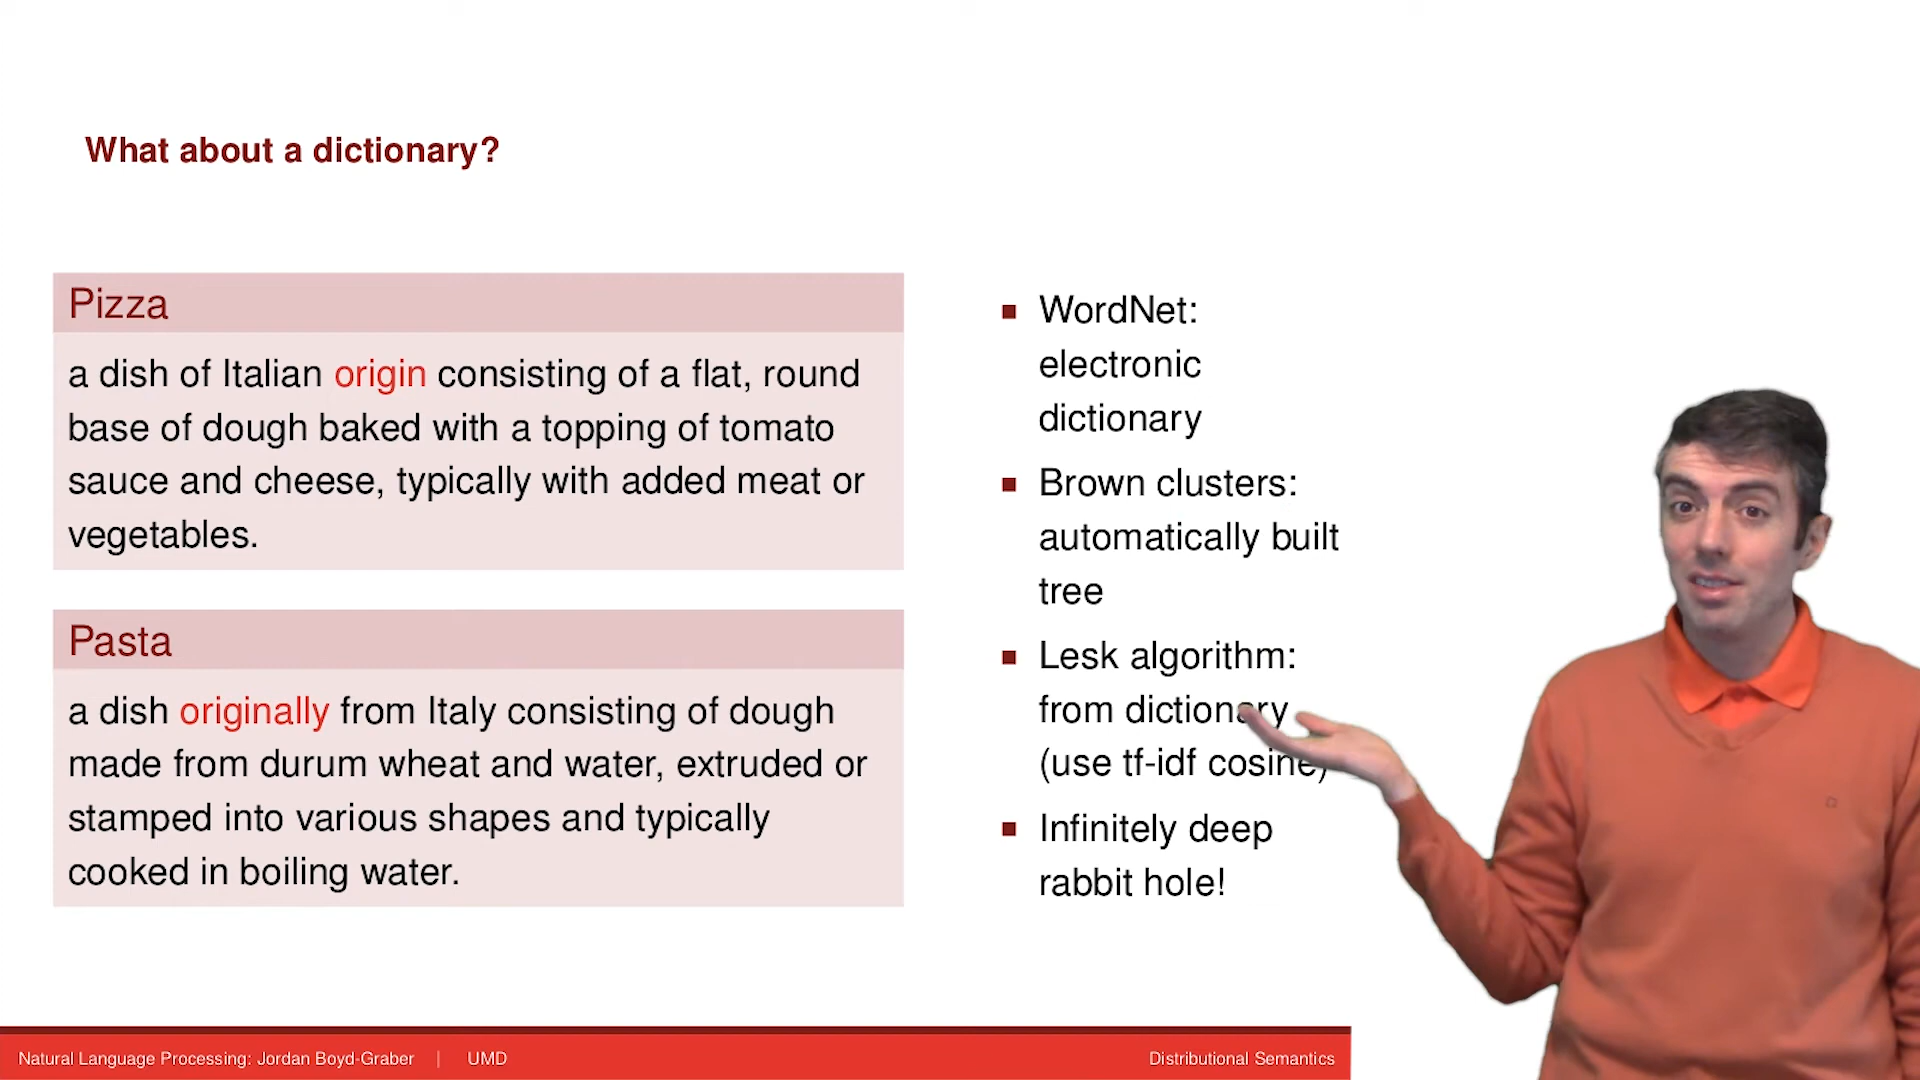 What about a dictionary?
Pizza
a dish of Italian origin consisting of a flat, round
base of dough baked with a topping of tomato
sauce and cheese, typically with added meat or
vegetables.
Pasta
a dish originally from Italy consisting of dough
made from durum wheat and water, extruded or
stamped into various shapes and typically
cooked in boiling water.
WordNet:
electronic
dictionary
Brown clusters:
automatically built
tree
Lesk algorithm:
from dictionary
(use tf-idf cosine)
Infinitely deep
rabbit hole!
Natural Language Processing: Jordan Boyd-Graber | UMD
Distributional Semantics